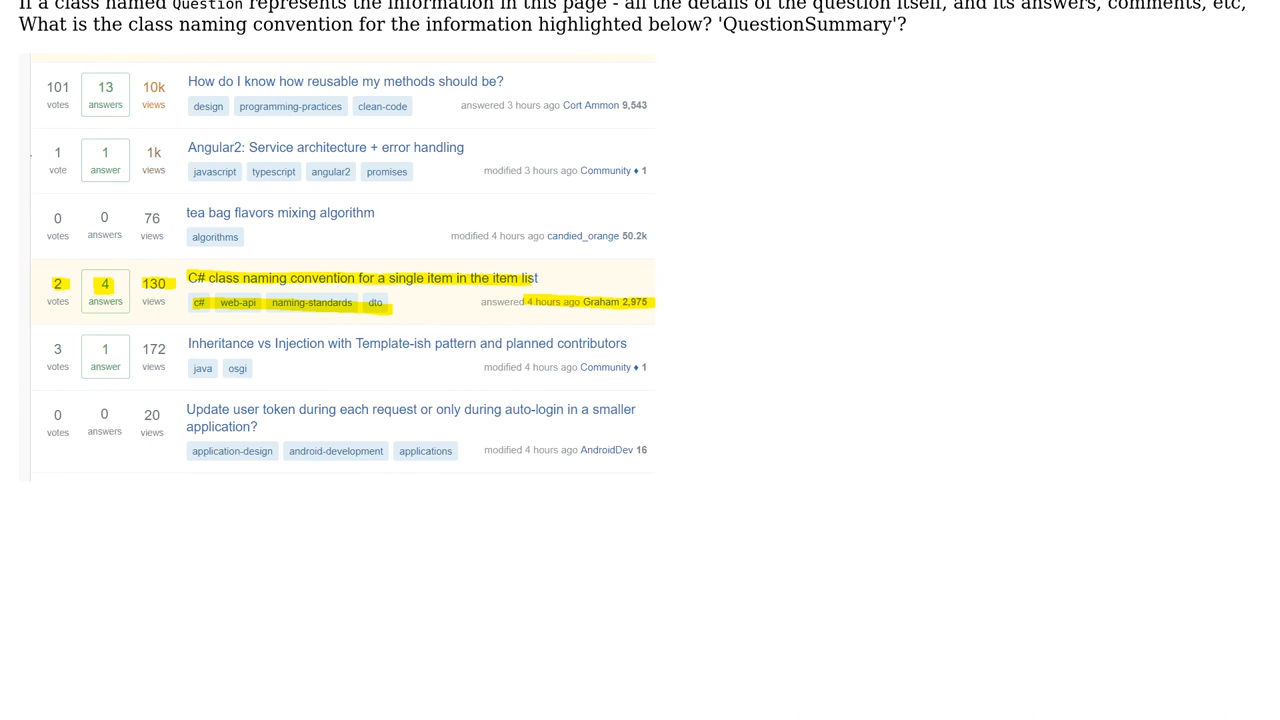 If a class named Question represents the information in this page - all the details of the question itself, and its answers, comments, etc,
What is the class naming convention for the information highlighted below? 'QuestionSummary'?
101 votes 13 answers 10k views How do I know how reusable my methods should be?
design programming-practices clean-code answered 3 hours ago Cort Ammon 9,543
1 vote 1 answer 1k views Angular2: Service architecture + error handling
javascript typescript angular2 promises modified 3 hours ago Community ♦ 1
0 votes 0 answers 76 views tea bag flavors mixing algorithm
algorithms modified 4 hours ago candied_orange 50.2k
2 votes 4 answers 130 views C# class naming convention for a single item in the item list
c# web-api naming-standards dto answered 4 hours ago Graham 2,975
3 votes 1 answer 172 views Inheritance vs Injection with Template-ish pattern and planned contributors
java osgi modified 4 hours ago Community ♦ 1
0 votes 0 answers 20 views Update user token during each request or only during auto-login in a smaller
application?
application-design android-development applications modified 4 hours ago AndroidDev 16